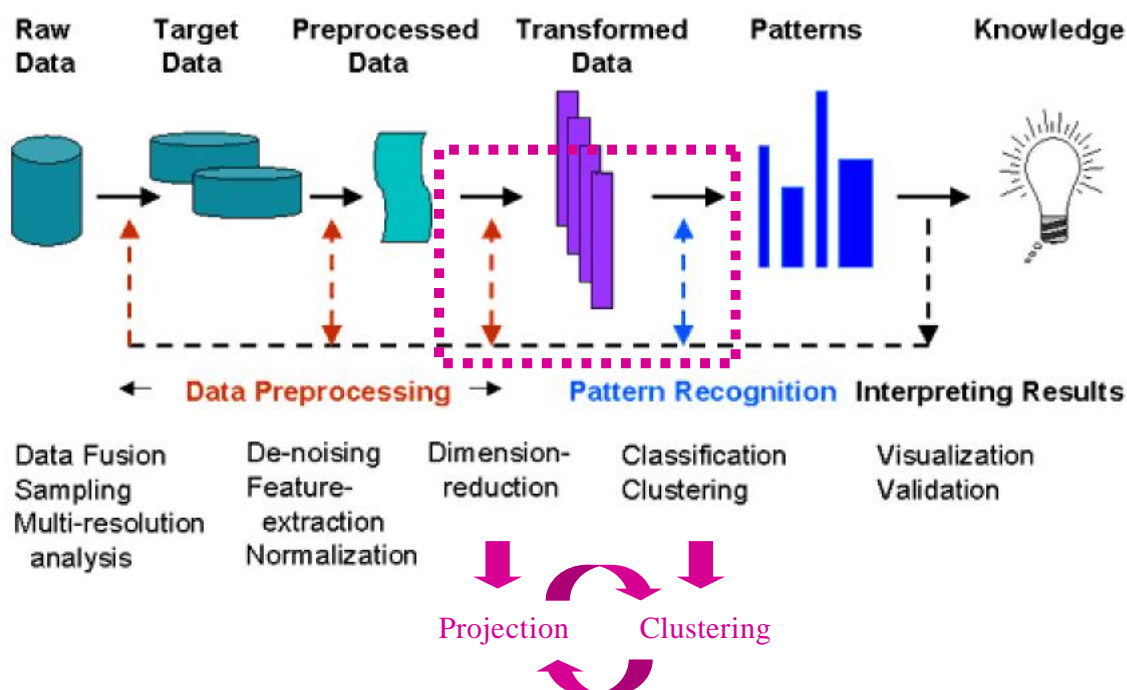 Raw Data
Target Data
Preprocessed Data
Transformed Data
Patterns
Knowledge
Data Preprocessing
Pattern Recognition
Interpreting Results
Data Fusion
Sampling
Multi-resolution
analysis
De-noising
Feature-
extraction
Normalization
Dimension-
reduction
Classification
Clustering
Visualization
Validation
Projection
Clustering